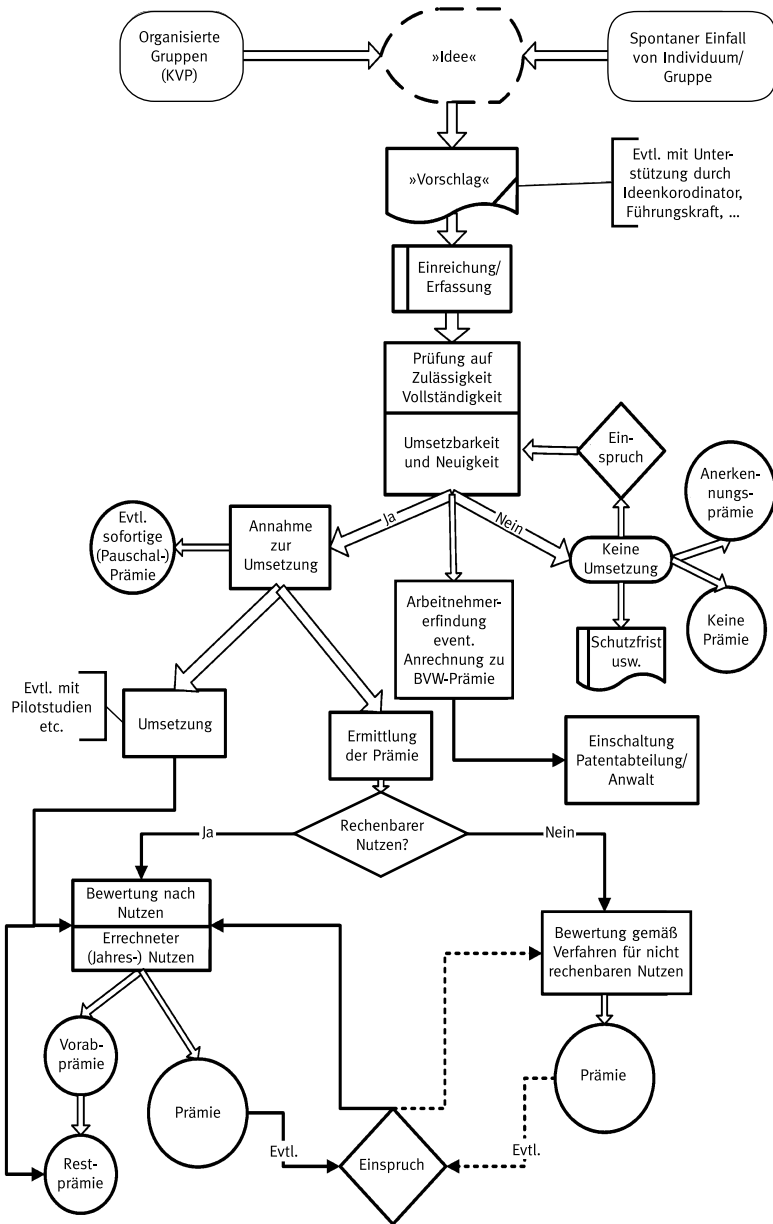 Organisierte
Gruppen
(KVP)
»Idee«
Spontaner Einfall
von Individuum/
Gruppe
»Vorschlag«
Evtl. mit Unter-
stützung durch
Ideenkorodinator,
Führungskraft, ...
Einreichung/
Erfassung
Prüfung auf
Zulässigkeit
Vollständigkeit
Umsetzbarkeit
und Neuigkeit
Ein-
spruch
Anerken-
nungs-
prämie
Evtl.
sofortige
(Pauschal-)
Prämie
Annahme
zur
Umsetzung
Ja
Nein
Keine
Umsetzung
Keine
Prämie
Arbeitnehmer-
erfindung
event.
Anrechnung zu
BVW-Prämie
Schutzfrist
usw.
Evtl. mit
Pilotstudien
etc.
Umsetzung
Ermittlung
der Prämie
Einschaltung
Patentabteilung/
Anwalt
Ja
Rechenbarer
Nutzen?
Nein
Bewertung nach
Nutzen
Errechneter
(Jahres-) Nutzen
Bewertung gemäß
Verfahren für nicht
rechenbaren Nutzen
Vorab-
prämie
Prämie
Prämie
Rest-
prämie
Evtl.
Einspruch
Evtl.